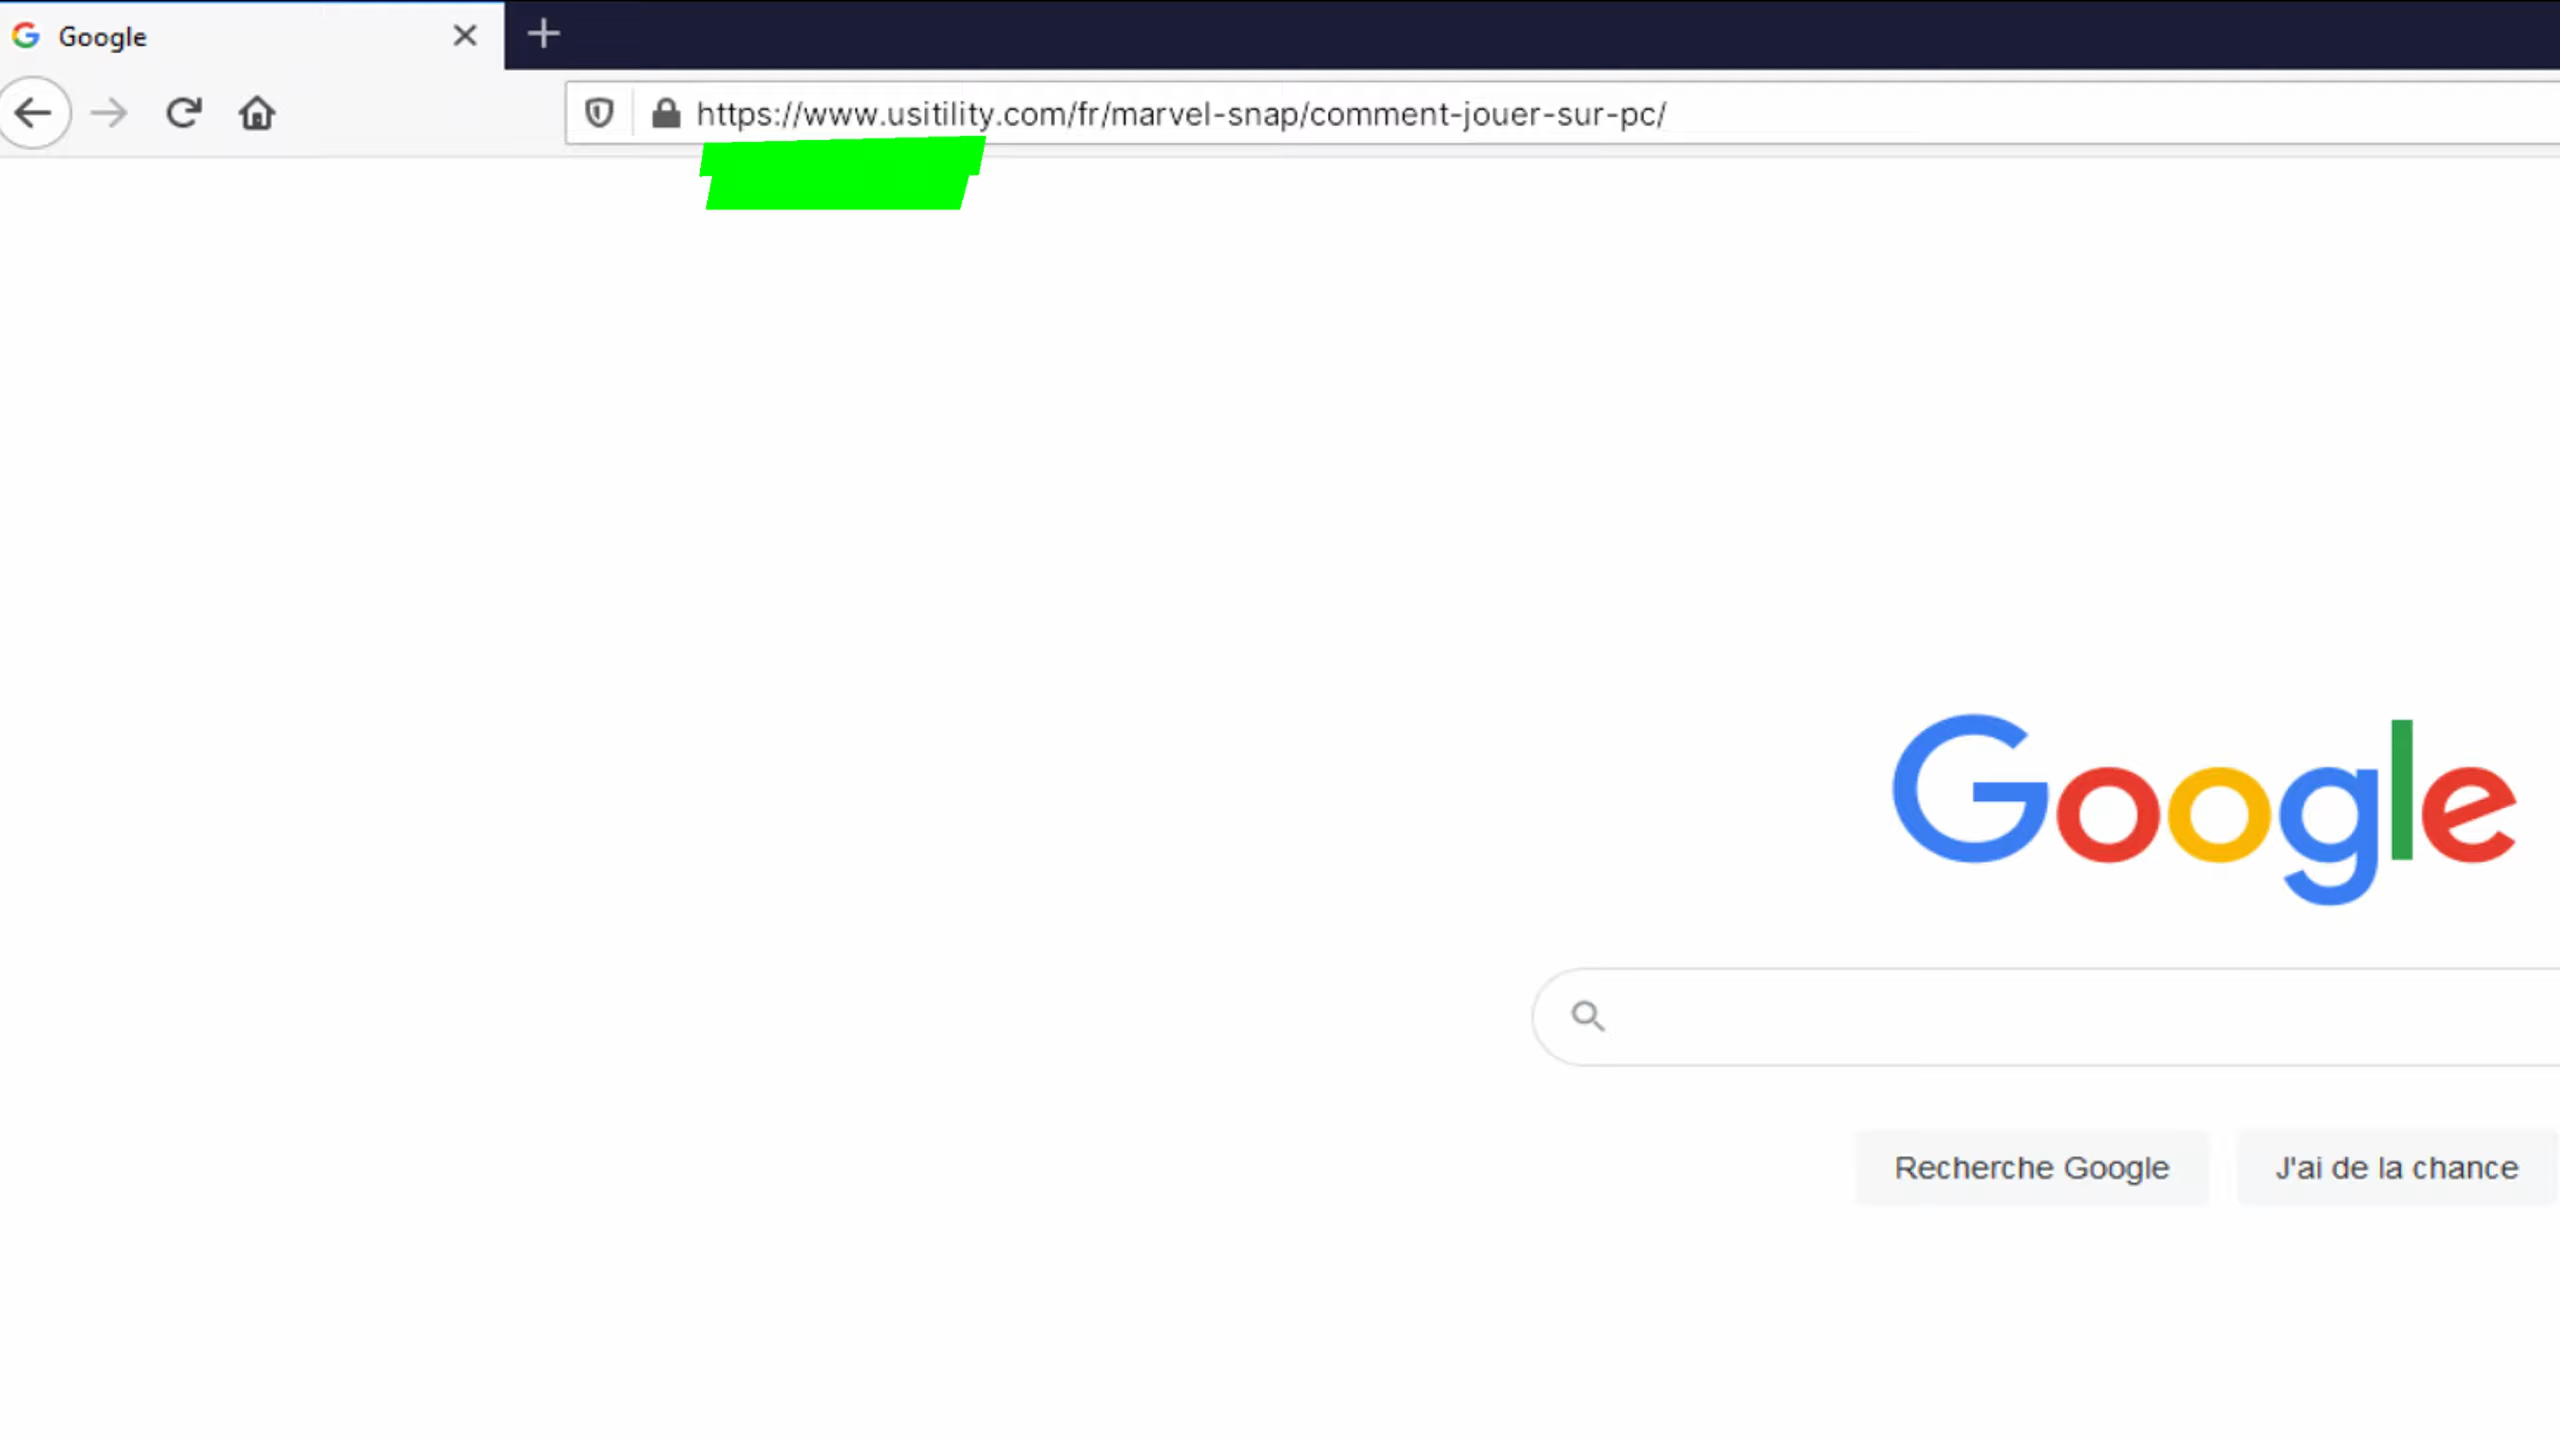 Google
https://www.usitility.com/fr/marvel-snap/comment-jouer-sur-pc/
Google
Recherche Google
J'ai de la chance